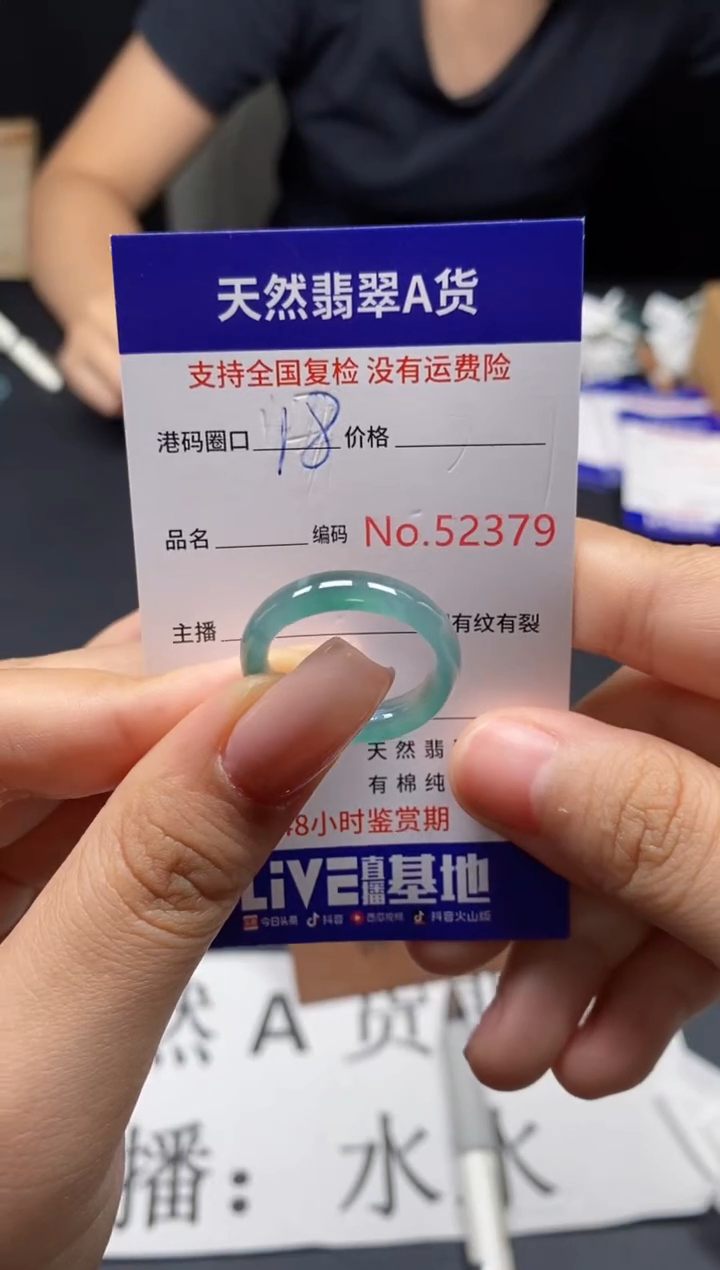 天然翡翠A货
支持全国复检 没有运费险
港码圈口 18 价格
品名 编码 No.52379
主播 有纹有裂
天然翡
有棉纯
48小时鉴赏期
LiVE直播基地
今日头条 抖音 西瓜视频 抖音火山版
然A货
播：水水